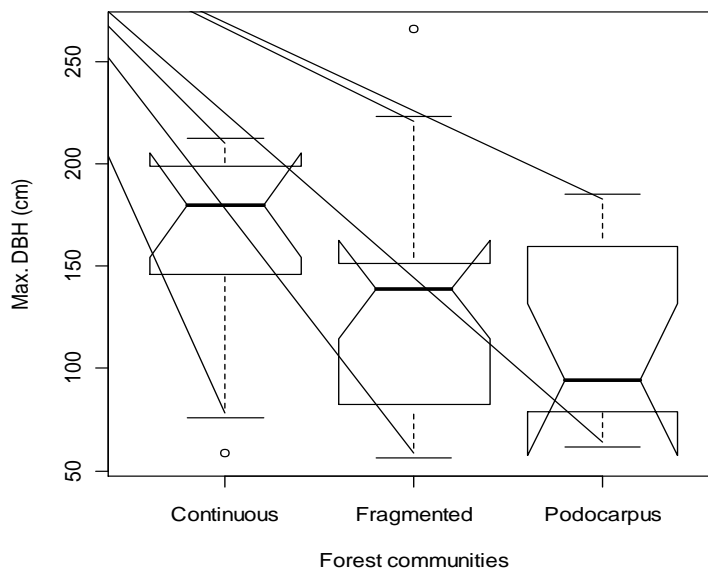 Max. DBH (cm)
250
200
150
100
50
Continuous Fragmented Podocarpus
Forest communities